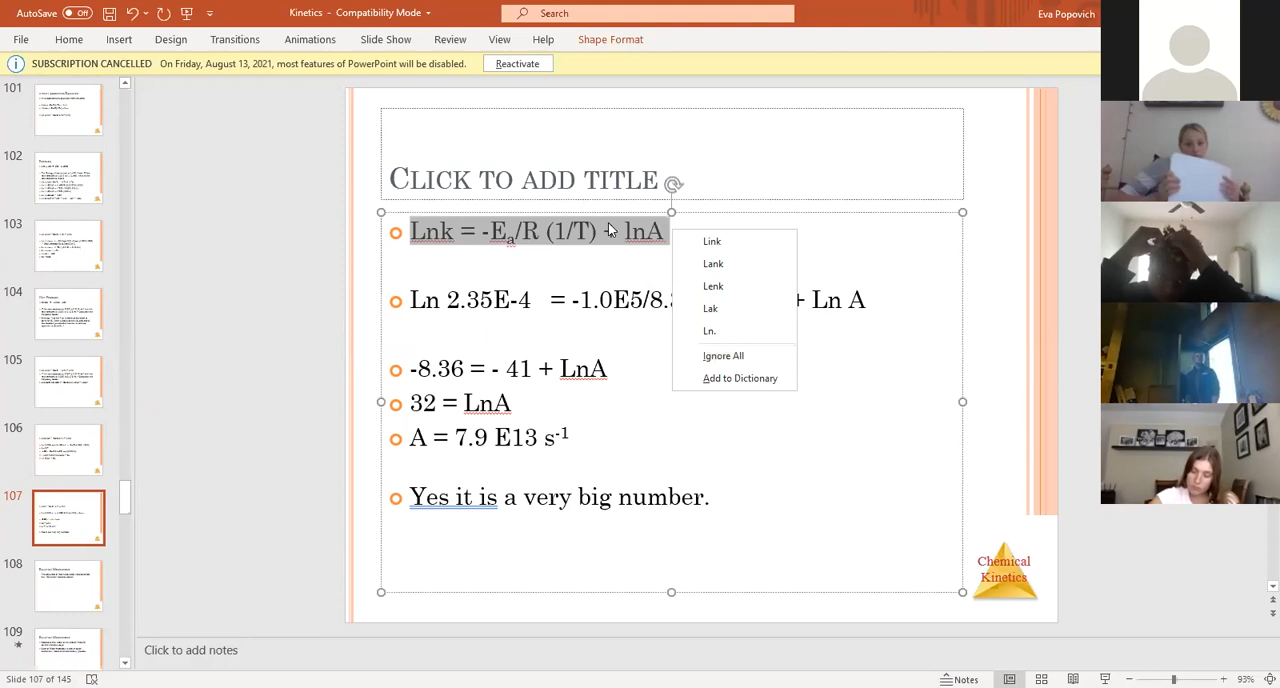 AutoSave Off
Kinetics - Compatibility Mode
Search
Eva Popovich
File Home Insert Draw Design Transitions Animations Slide Show Review View Help Shape Format
SUBSCRIPTION CANCELLED On Friday, August 13, 2021, most features of PowerPoint will be disabled. Reactivate
101
102
103
104
105
106
107
108
109
CLICK TO ADD TITLE
Lnk = -Ea/R (1/T) + lnA
Ln 2.35E-4 = -1.0E5/8. + Ln A
-8.36 = - 41 + LnA
32 = LnA
A = 7.9 E13 s-1
Yes it is a very big number.
Link
Lank
Lenk
Lak
Ln.
Ignore All
Add to Dictionary
Chemical
Kinetics
Click to add notes
Slide 107 of 145
Notes
93%